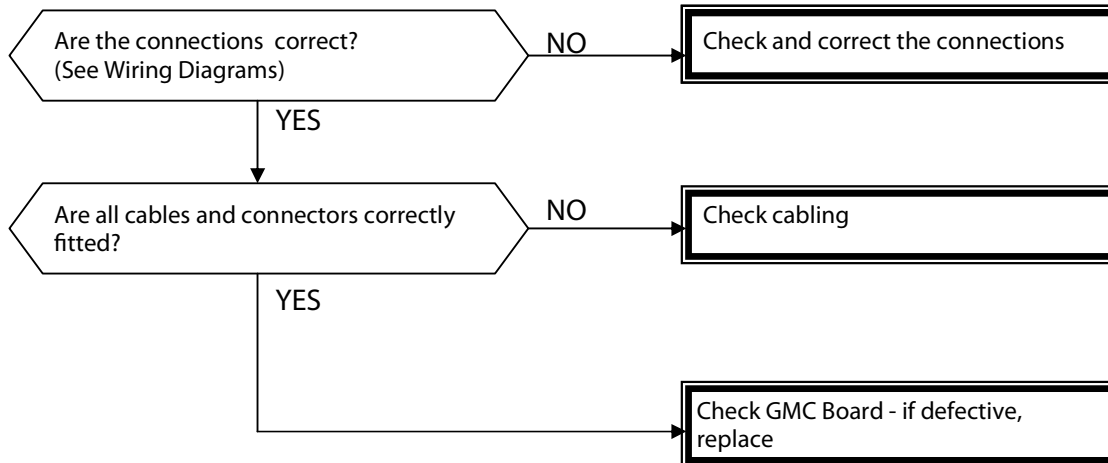 Are the connections  correct?
(See Wiring Diagrams)
NO
Check and correct the connections
YES
Are all cables and connectors correctly
fitted?
NO
Check cabling
YES
Check GMC Board - if defective,
replace